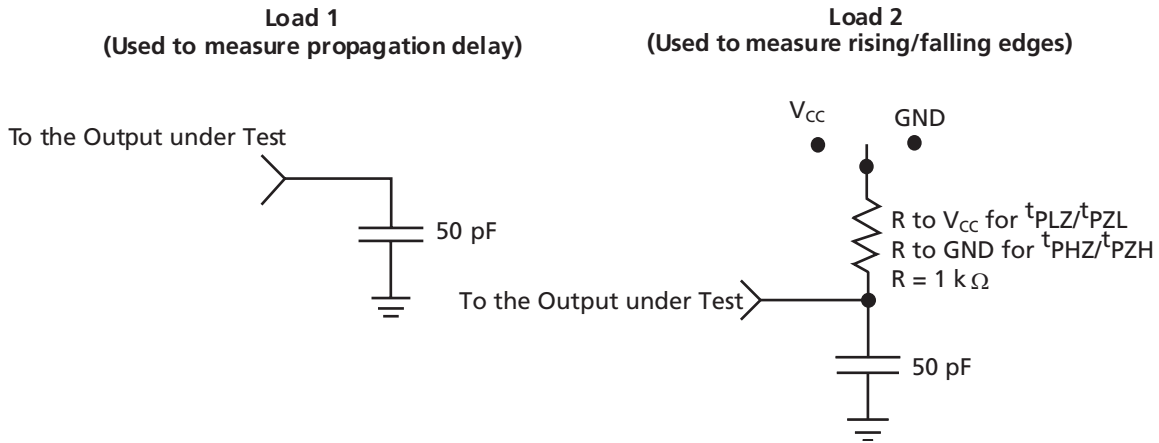 Load 1
(Used to measure propagation delay)
To the Output under Test
50 pF
Load 2
(Used to measure rising/falling edges)
VCC
GND
R to VCC for tPLZ/tPZL
R to GND for tPHZ/tPZH
R = 1 k Ω
To the Output under Test
50 pF